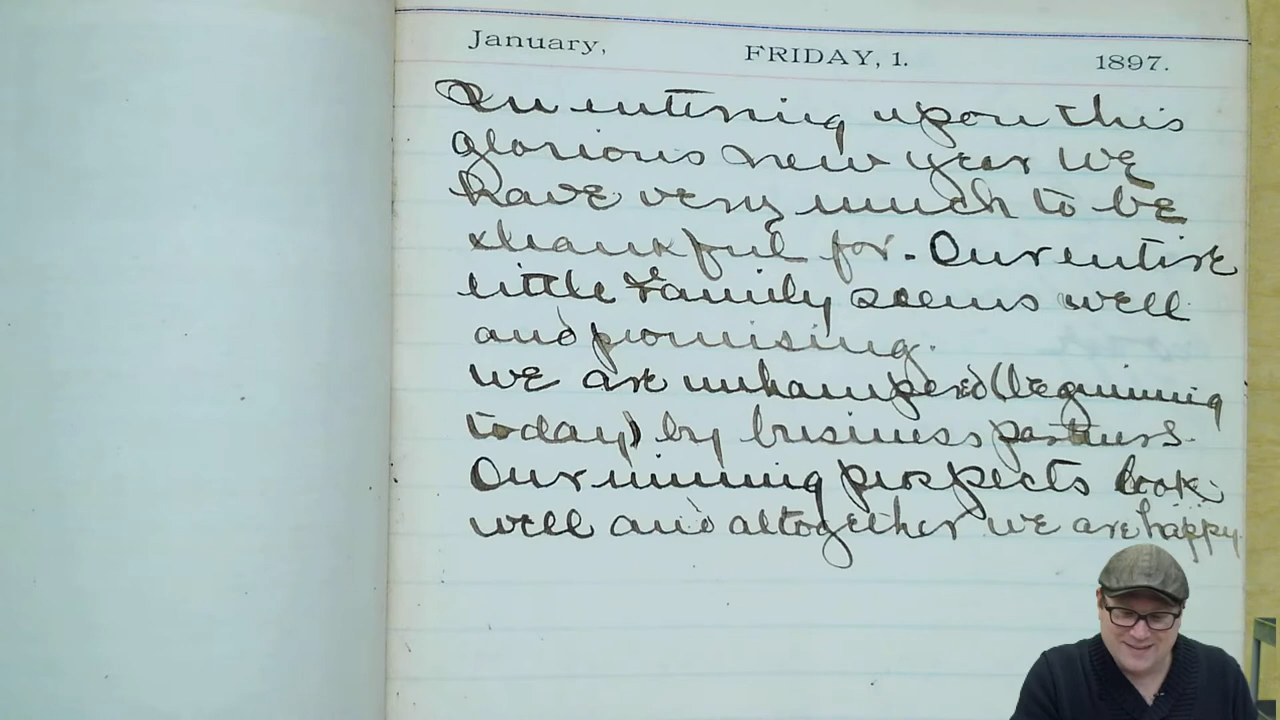 January, FRIDAY, 1. 1897.
On entering upon this
glorious new year we
have very much to be
thankful for. Our entire
little family seems well
and promising.
We are unhampered (beginning
today) by business partners.
Our mining prospects look
well and altogether we are happy.